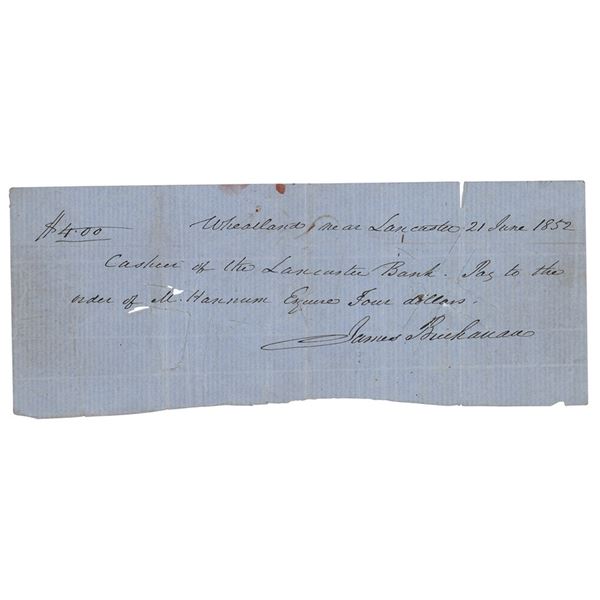 $4.00
Wheatland, near Lancaster 21 June 1852
Cashier of the Lancaster Bank. Pay to the
order of M. Hannum Equire Four dollars.
James Buchanan